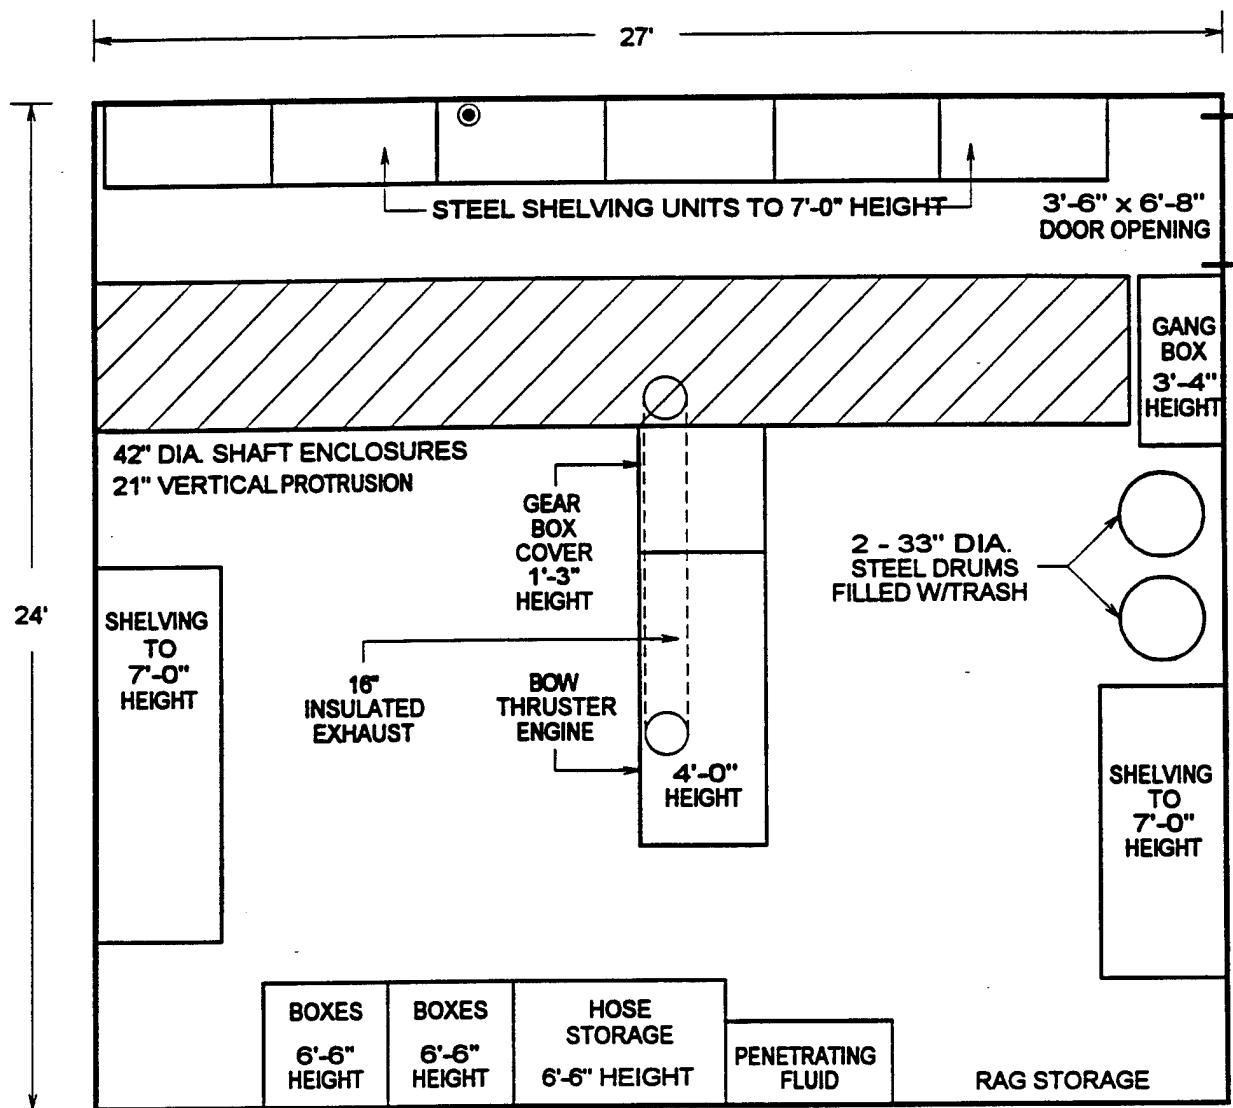 27'
STEEL SHELVING UNITS TO 7'-0" HEIGHT
3'-6" x 6'-8"
DOOR OPENING
GANG
BOX
3'-4"
HEIGHT
42" DIA. SHAFT ENCLOSURES
21" VERTICAL PROTRUSION
GEAR
BOX
COVER
1'-3"
HEIGHT
2 - 33" DIA.
STEEL DRUMS
FILLED W/TRASH
24'
SHELVING
TO
7'-0"
HEIGHT
16"
INSULATED
EXHAUST
BOW
THRUSTER
ENGINE
4'-0"
HEIGHT
SHELVING
TO
7'-0"
HEIGHT
BOXES
6'-6"
HEIGHT
BOXES
6'-6"
HEIGHT
HOSE
STORAGE
6'-6" HEIGHT
PENETRATING
FLUID
RAG STORAGE